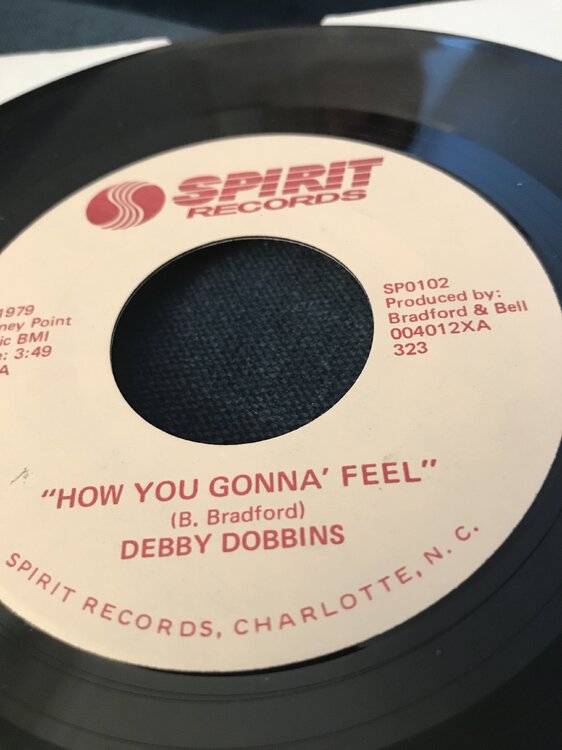 SPIRIT
RECORDS
1979
Point
BMI
3:49
A
SP0102
Produced by:
Bradford & Bell
004012XA
323
"HOW YOU GONNA' FEEL"
(B. Bradford)
DEBBY DOBBINS
SPIRIT RECORDS, CHARLOTTE, N. C.